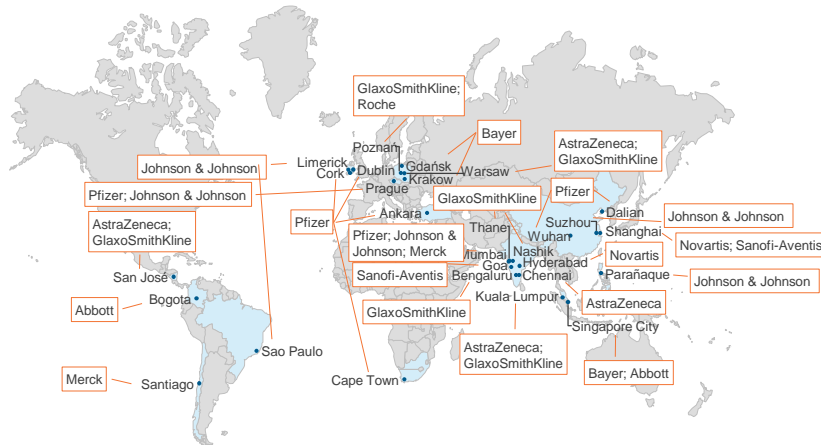 GlaxoSmithKline;
Roche
Poznań
Bayer
AstraZeneca;
GlaxoSmithKline
Johnson & Johnson
Limerick
Cork
Dublin
Gdańsk
Warsaw
Krakow
Prague
Pfizer; Johnson & Johnson
GlaxoSmithKline
Pfizer
Pfizer
Ankara
Dalian
AstraZeneca;
GlaxoSmithKline
Thane
Suzhou
Wuhan
Shanghai
Johnson & Johnson
Pfizer; Johnson &
Johnson; Merck
Novartis; Sanofi-Aventis
Mumbai
Nashik
Hyderabad
Novartis
Goa
Sanofi-Aventis
Bengaluru
Chennai
Parañaque
Johnson & Johnson
San José
Abbott
Bogota
GlaxoSmithKline
Kuala Lumpur
AstraZeneca
Singapore City
Sao Paulo
AstraZeneca;
GlaxoSmithKline
Bayer; Abbott
Merck
Santiago
Cape Town